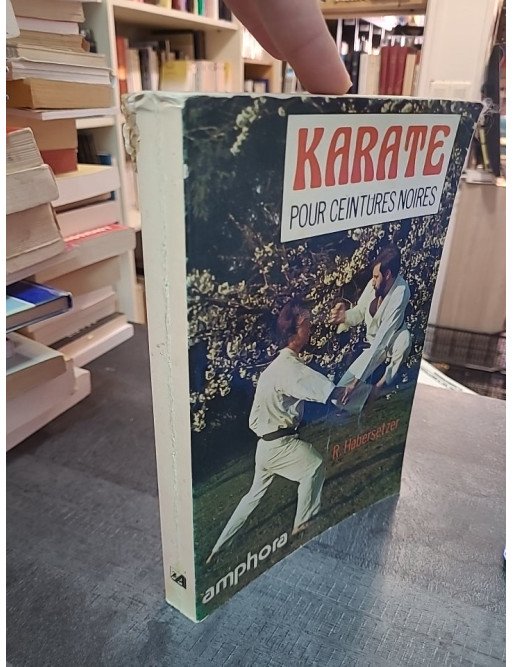 KARATE
POUR CEINTURES NOIRES
R. Habersetzer
amphora